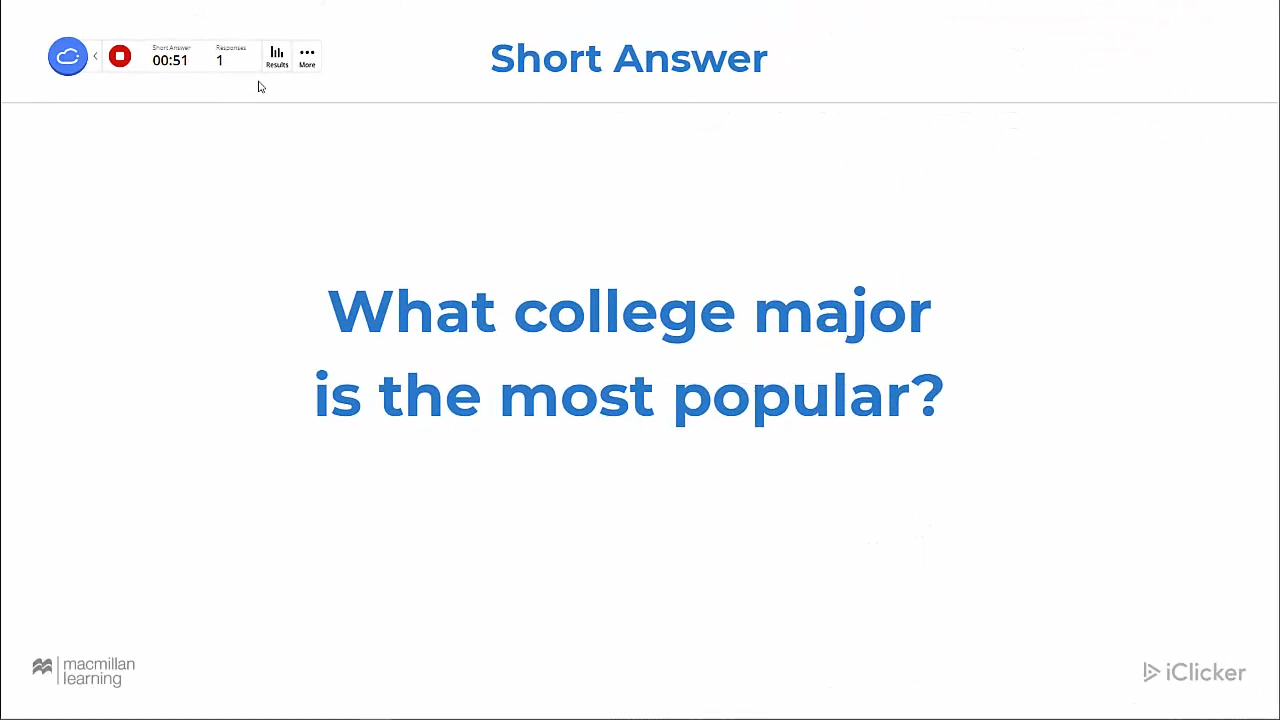 Short Answer
Short Answer
00:51
Responses
1
Results
More
What college major
is the most popular?
macmillan
learning
iClicker